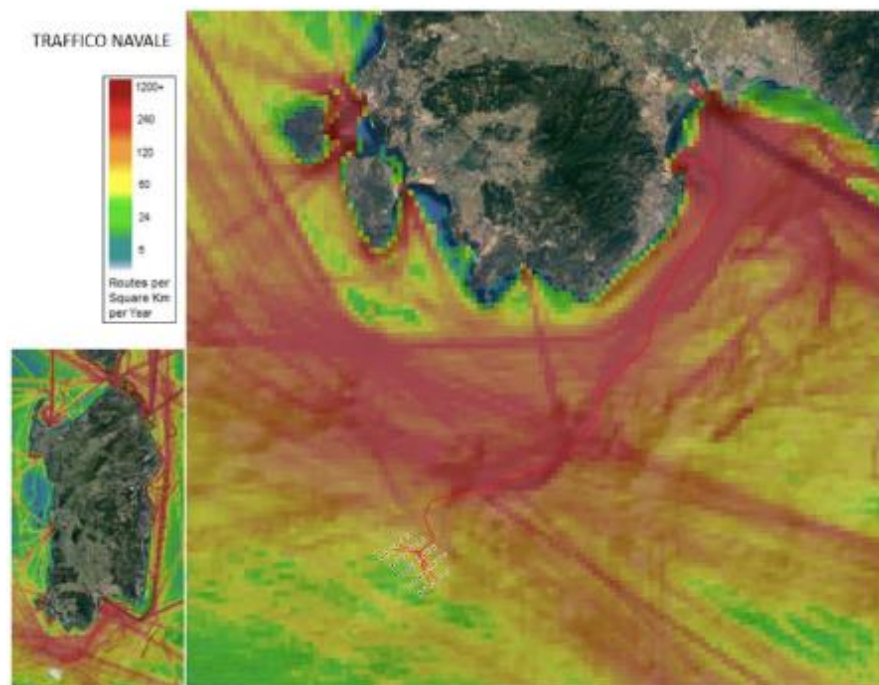 TRAFFICO NAVALE
1200+
240
120
60
24
6
Routes per
Square Km
per Year